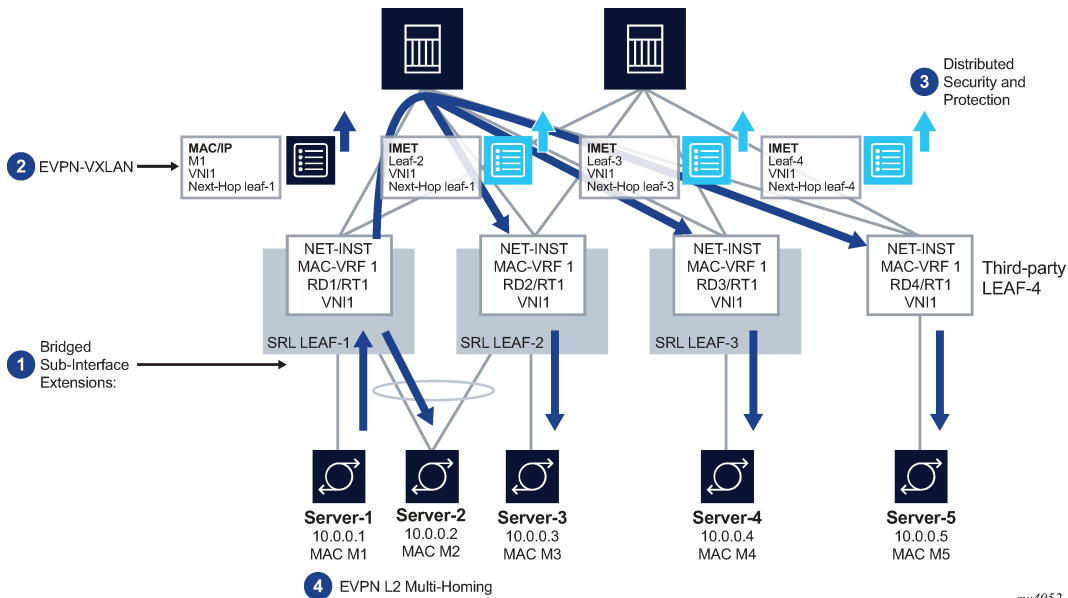 3
Distributed
Security and
Protection
2
EVPN-VXLAN
MAC/IP
M1
VNI1
Next-Hop leaf-1
IMET
Leaf-2
VNI1
Next-Hop leaf-1
IMET
Leaf-3
VNI1
Next-Hop leaf-3
IMET
Leaf-4
VNI1
Next-Hop leaf-4
NET-INST
MAC-VRF 1
RD1/RT1
VNI1
SRL LEAF-1
NET-INST
MAC-VRF 1
RD2/RT1
VNI1
SRL LEAF-2
NET-INST
MAC-VRF 1
RD3/RT1
VNI1
SRL LEAF-3
NET-INST
MAC-VRF 1
RD4/RT1
VNI1
Third-party
LEAF-4
1
Bridged
Sub-Interface
Extensions:
Server-1
10.0.0.1
MAC M1
Server-2
10.0.0.2
MAC M2
Server-3
10.0.0.3
MAC M3
Server-4
10.0.0.4
MAC M4
Server-5
10.0.0.5
MAC M5
4
EVPN L2 Multi-Homing